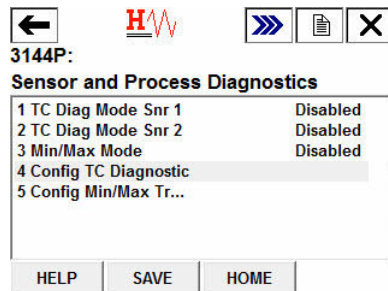 3144P:
Sensor and Process Diagnostics
1 TC Diag Mode Snr 1 Disabled
2 TC Diag Mode Snr 2 Disabled
3 Min/Max Mode Disabled
4 Config TC Diagnostic
5 Config Min/Max Tr...
HELP SAVE HOME